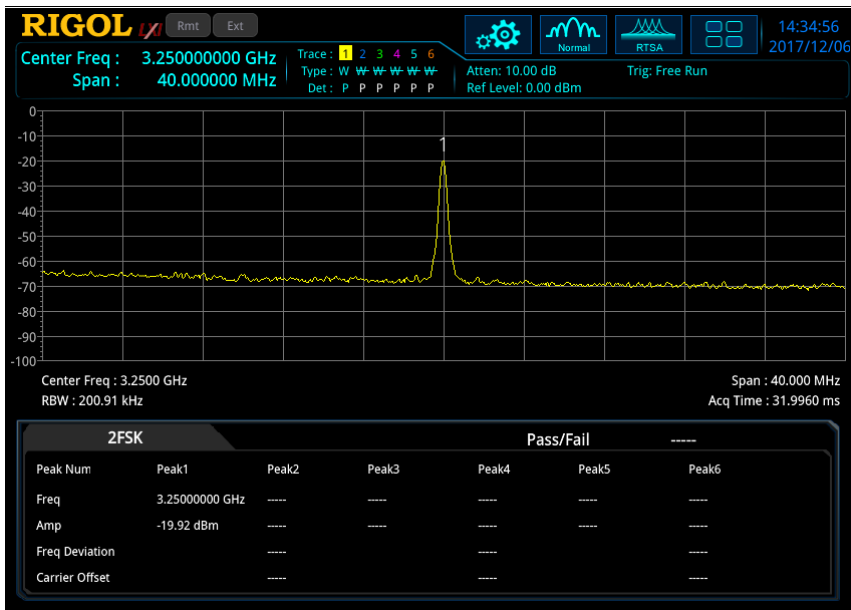 RIGOL LXI Rmt Ext
Normal RTSA 14:34:56
2017/12/06
Center Freq : 3.250000000 GHz Trace : 1 2 3 4 5 6
Span : 40.000000 MHz Type : W W W W W W Atten: 10.00 dB Trig: Free Run
Det : P P P P P P Ref Level: 0.00 dBm
0
-10
1
-20
-30
-40
-50
-60
-70
-80
-90
-100
Center Freq : 3.2500 GHz Span : 40.000 MHz
RBW : 200.91 kHz Acq Time : 31.9960 ms
2FSK Pass/Fail -----
Peak Num Peak1 Peak2 Peak3 Peak4 Peak5 Peak6
Freq 3.25000000 GHz ----- ----- ----- ----- -----
Amp -19.92 dBm ----- ----- ----- ----- -----
Freq Deviation ----- ----- -----
Carrier Offset ----- ----- -----